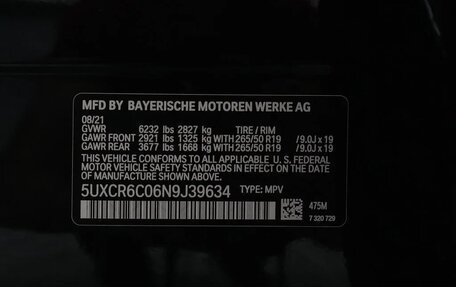 MFD BY BAYERISCHE MOTOREN WERKE AG
08/21
GVWR 6232 lbs 2827 kg TIRE / RIM
GAWR FRONT 2921 lbs 1325 kg WITH 265/50 R19 /9.0J x 19
GAWR REAR 3677 lbs 1668 kg WITH 265/50 R19 /9.0J x 19
THIS VEHICLE CONFORMS TO ALL APPLICABLE U.S. FEDERAL
MOTOR VEHICLE SAFETY STANDARDS IN EFFECT
ON THE DATE OF MANUFACTURE SHOWN ABOVE.
5UXCR6C06N9J39634 TYPE: MPV
475M
7 320 729